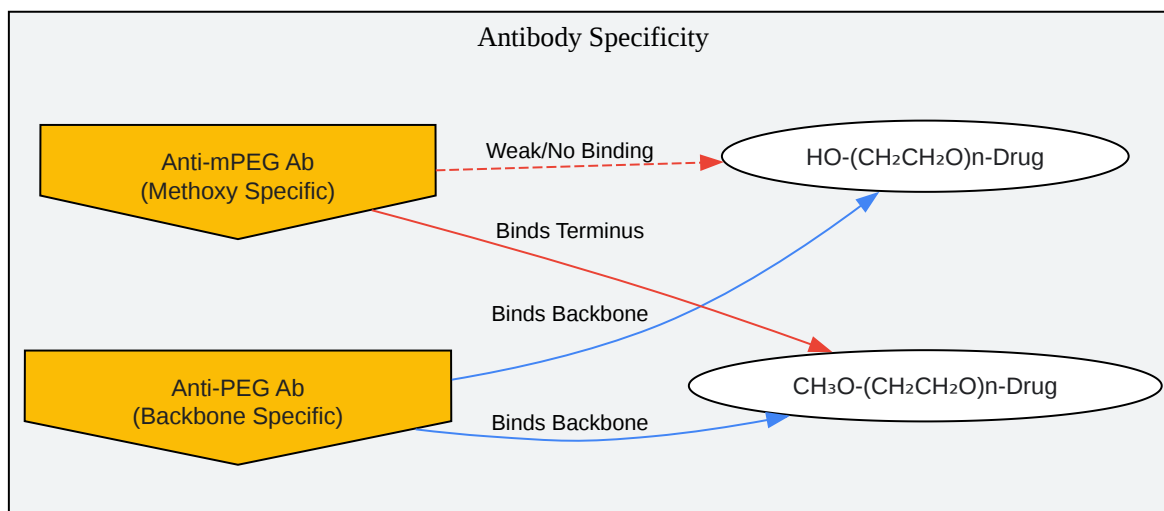 Antibody Specificity
Anti-mPEG Ab
(Methoxy Specific)
Weak/No Binding
HO-(CH₂CH₂O)n-Drug
Binds Terminus
Binds Backbone
Anti-PEG Ab
(Backbone Specific)
CH₃O-(CH₂CH₂O)n-Drug
Binds Backbone